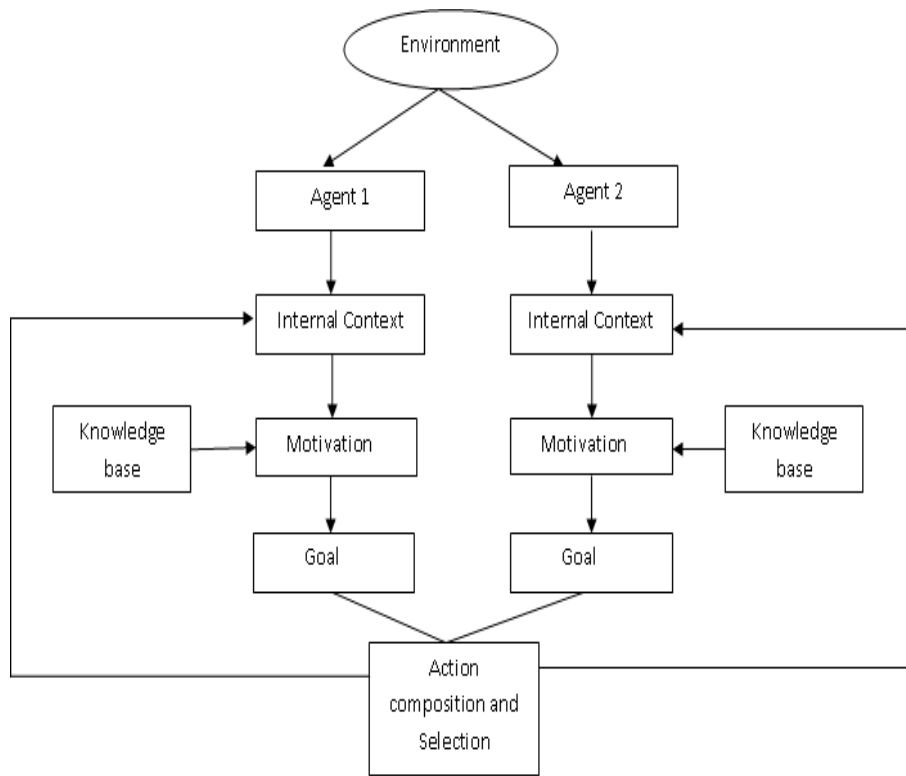 Environment
Agent 1
Agent 2
Internal Context
Internal Context
Knowledge
base
Motivation
Motivation
Knowledge
base
Goal
Goal
Action
composition and
Selection